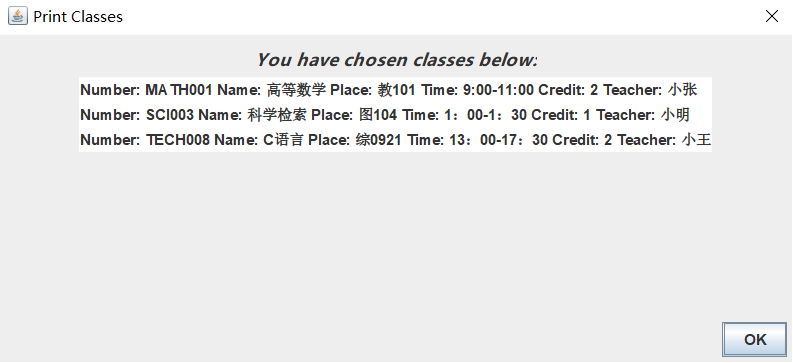 Print Classes
You have chosen classes below:
Number: MATH001 Name: 高等数学 Place: 教101 Time: 9:00-11:00 Credit: 2 Teacher: 小张
Number: SCI003 Name: 科学检索 Place: 图104 Time: 1：00-1：30 Credit: 1 Teacher: 小明
Number: TECH008 Name: C语言 Place: 综0921 Time: 13：00-17：30 Credit: 2 Teacher: 小王
OK